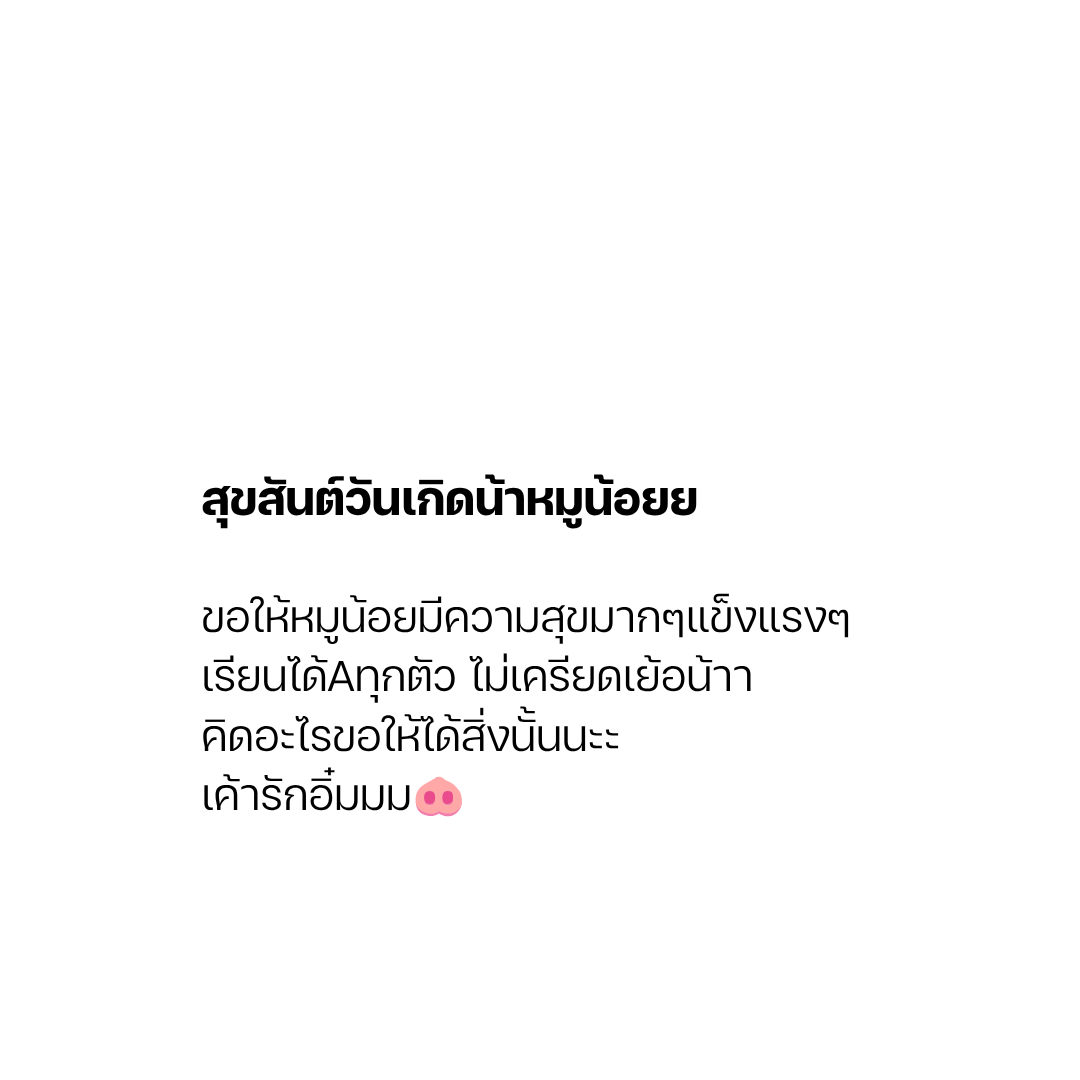 สุขสันต์วันเกิดน้าหมูน้อยย
ขอให้หมูน้อยมีความสุขมากๆแข็งแรงๆ
เรียนได้Aทุกตัว ไม่เครียดเย้อน้าา
คิดอะไรขอให้ได้สิ่งนั้นนะะ
เค้ารักอิ๋มมม🐽